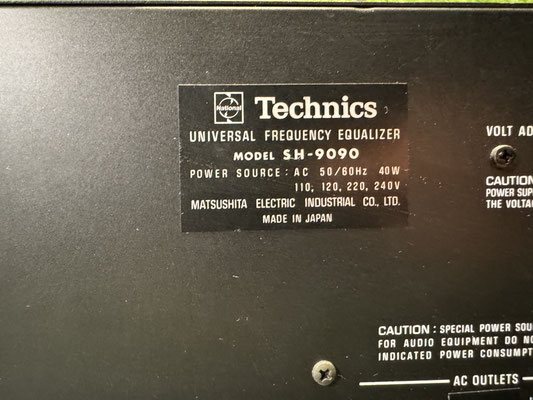 National Technics
UNIVERSAL FREQUENCY EQUALIZER
MODEL SH-9090
POWER SOURCE: AC 50/60Hz 40W
110, 120, 220, 240V
MATSUSHITA ELECTRIC INDUSTRIAL CO., LTD.
MADE IN JAPAN
VOLT AD
CAUTION
POWER SUP
THE VOLTA
CAUTION: SPECIAL POWER SOU
FOR AUDIO EQUIPMENT DO NO
INDICATED POWER CONSUMPT
AC OUTLETS